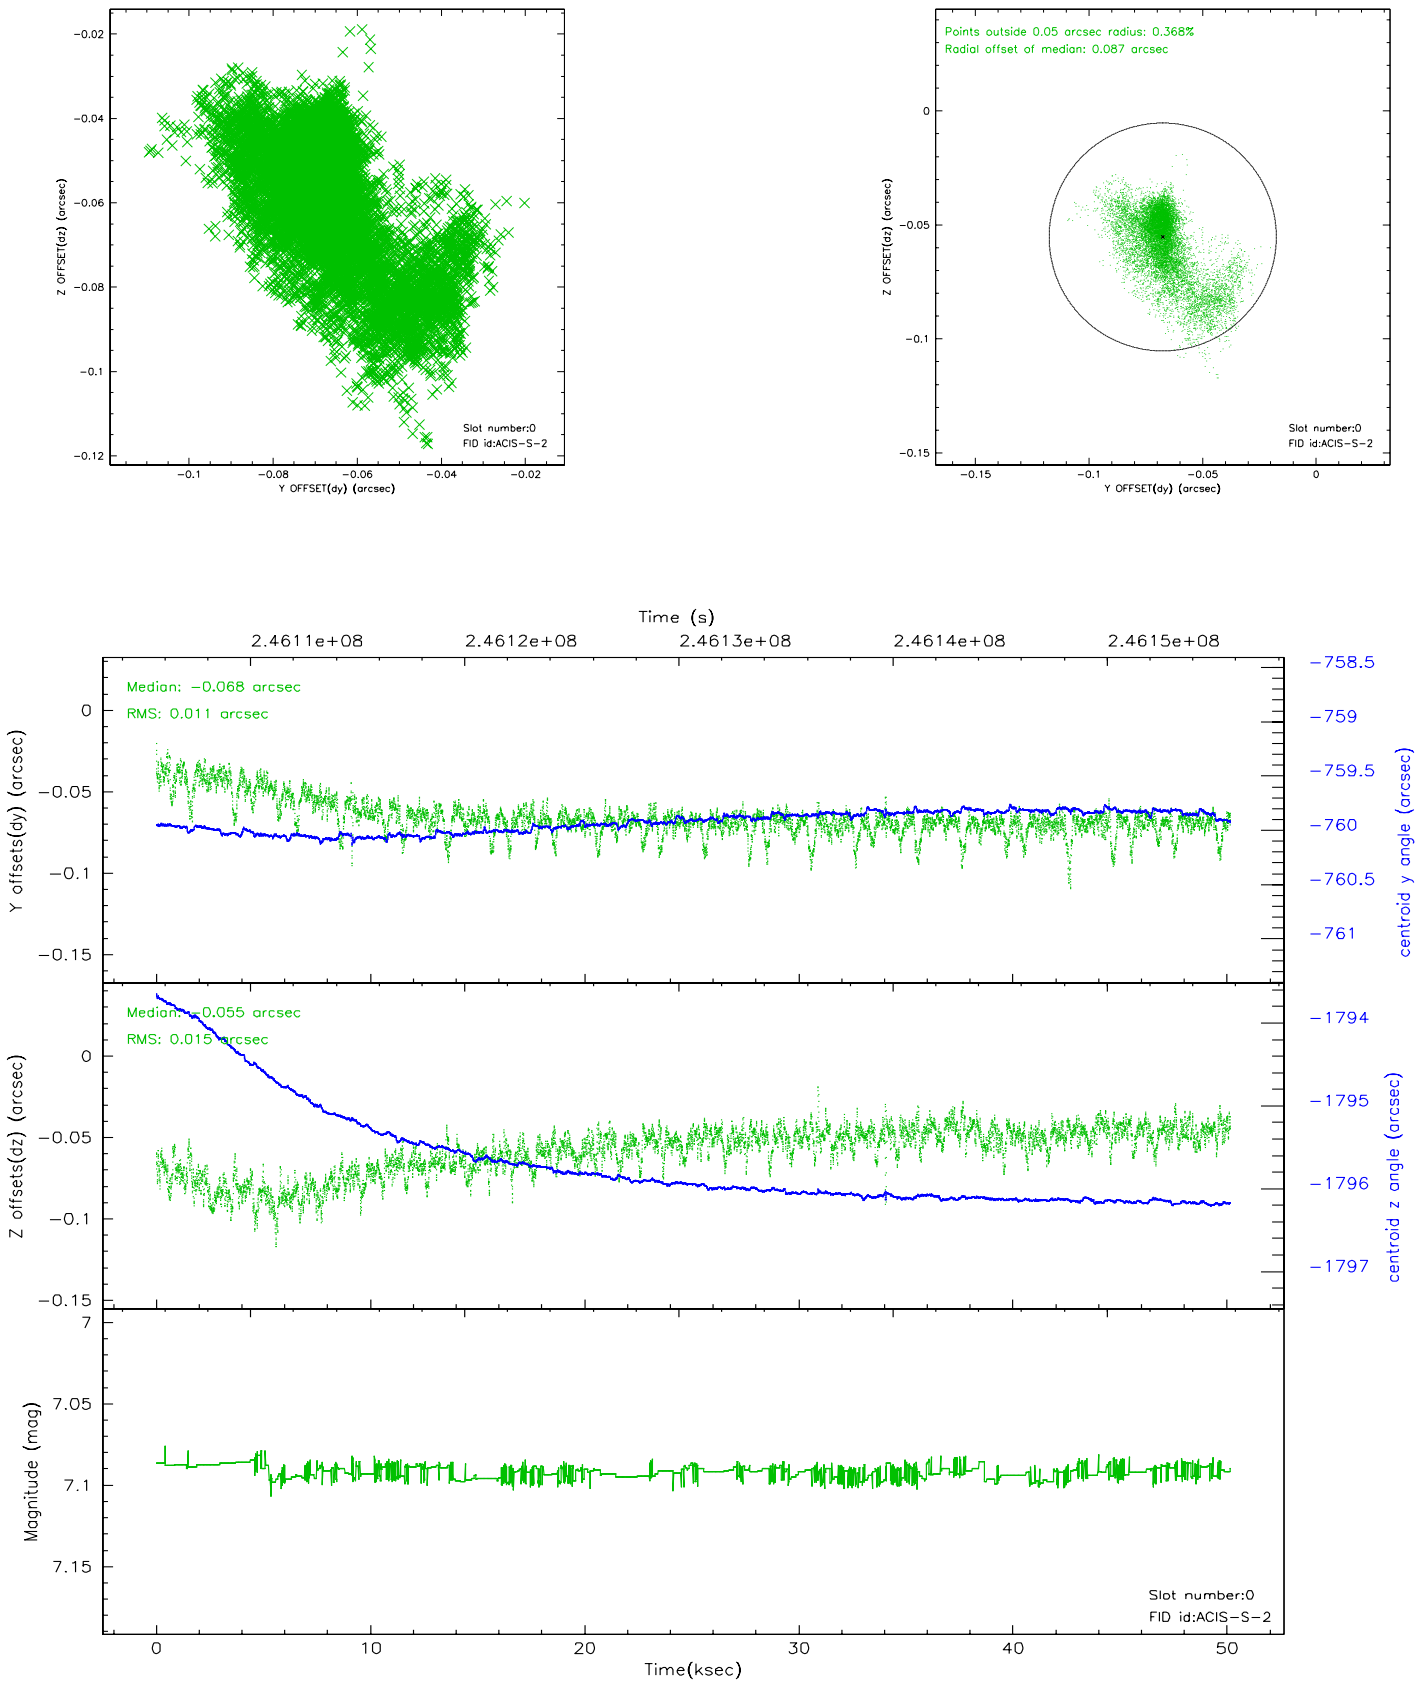 −0.02
−0.04
−0.06
−0.08
−0.1
−0.12
Z OFFSET(dz) (arcsec)
Slot number:0
FID id:ACIS−S−2
−0.1
−0.08
−0.06
−0.04
−0.02
Y OFFSET(dy) (arcsec)
Points outside 0.05 arcsec radius: 0.368%
Radial offset of median: 0.087 arcsec
0
−0.05
−0.1
−0.15
Z OFFSET(dz) (arcsec)
Slot number:0
FID id:ACIS−S−2
−0.15
−0.1
−0.05
0
Y OFFSET(dy) (arcsec)
Time (s)
2.4611e+08
2.4612e+08
2.4613e+08
2.4614e+08
2.4615e+08
Median: −0.068 arcsec
RMS: 0.011 arcsec
0
−0.05
−0.1
−0.15
Y offsets(dy) (arcsec)
−758.5
−759
−759.5
−760
−760.5
−761
centroid y angle (arcsec)
Median: −0.055 arcsec
RMS: 0.015 arcsec
0
−0.05
−0.1
−0.15
Z offsets(dz) (arcsec)
−1794
−1795
−1796
−1797
centroid z angle (arcsec)
7
7.05
7.1
7.15
Magnitude (mag)
Slot number:0
FID id:ACIS−S−2
0
10
20
30
40
50
Time(ksec)